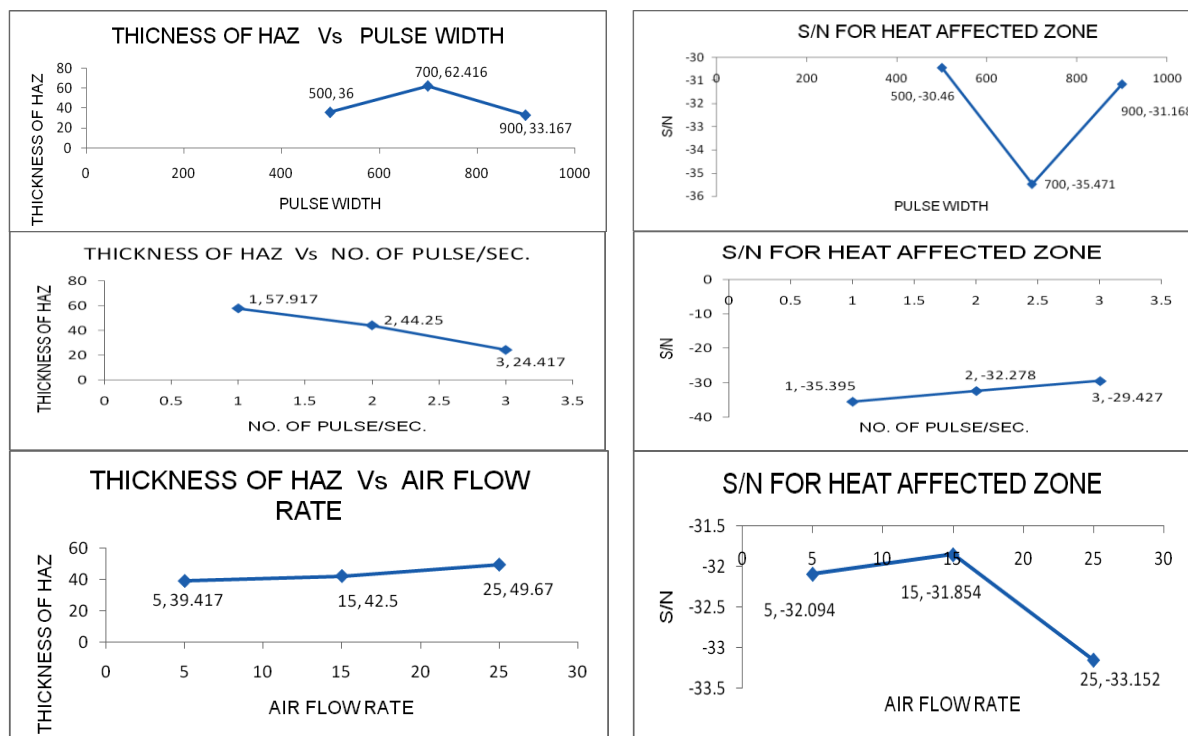 THICNESS OF HAZ Vs PULSE WIDTH
THICKNESS OF HAZ
80
60
40
20
0
500, 36
700, 62.416
900, 33.167
0 200 400 600 800 1000
PULSE WIDTH
S/N FOR HEAT AFFECTED ZONE
S/N
-30
-31
-32
-33
-34
-35
-36
0 200 400 600 800 1000
500, -30.46
900, -31.168
700, -35.471
PULSE WIDTH
THICKNESS OF HAZ Vs NO. OF PULSE/SEC.
THICKNESS OF HAZ
80
60
40
20
0
1, 57.917
2, 44.25
3, 24.417
0 0.5 1 1.5 2 2.5 3 3.5
NO. OF PULSE/SEC.
S/N FOR HEAT AFFECTED ZONE
S/N
0
-10
-20
-30
-40
0 0.5 1 1.5 2 2.5 3 3.5
1, -35.395
2, -32.278
3, -29.427
NO. OF PULSE/SEC.
THICKNESS OF HAZ Vs AIR FLOW
RATE
THICKNESS OF HAZ
60
40
20
0
5, 39.417
15, 42.5
25, 49.67
0 5 10 15 20 25 30
AIR FLOW RATE
S/N FOR HEAT AFFECTED ZONE
S/N
-31.5
-32
-32.5
-33
-33.5
0 5 10 15 20 25 30
5, -32.094
15, -31.854
25, -33.152
AIR FLOW RATE